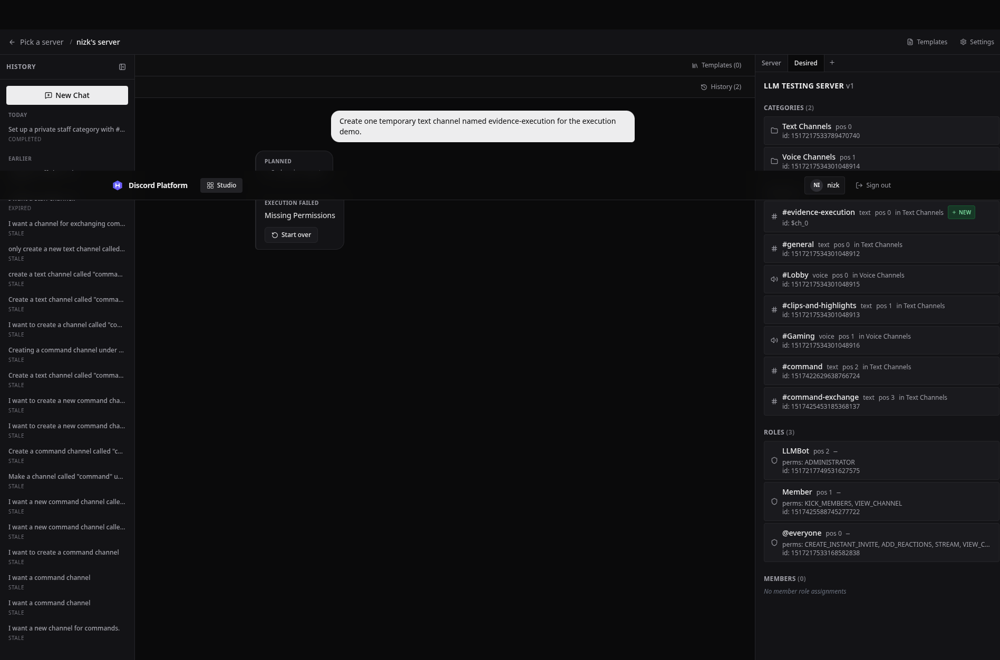 Pick a server / nizk's server
Templates
Settings
HISTORY
New Chat
TODAY
Set up a private staff category with #...
COMPLETED
EARLIER
EXPIRED
I want a channel for exchanging com...
STALE
only create a new text channel called...
STALE
create a text channel called "comma...
STALE
Create a text channel called "comma...
STALE
I want to create a channel called "co...
STALE
Creating a command channel under ...
STALE
Create a text channel called "comma...
STALE
I want to create a new command cha...
STALE
I want to create a new command cha...
STALE
Create a command channel called "c...
STALE
Make a channel called "command" u...
STALE
I want a new command channel calle...
STALE
I want a new command channel calle...
STALE
I want to create a command channel
STALE
I want a command channel
STALE
I want a command channel
STALE
I want a new channel for commands.
STALE
Templates (0)
History (2)
Create one temporary text channel named evidence-execution for the execution
demo.
PLANNED
Discord Platform
Studio
NI nizk
Sign out
EXECUTION FAILED
Missing Permissions
Start over
Server
Desired
+
LLM TESTING SERVER v1
CATEGORIES (2)
Text Channels pos 0
id: 1517217533789470740
Voice Channels pos 1
id: 1517217534301048914
#evidence-execution text pos 0 in Text Channels + NEW
id: $ch_0
#general text pos 0 in Text Channels
id: 1517217534301048912
#Lobby voice pos 0 in Voice Channels
id: 1517217534301048915
#clips-and-highlights text pos 1 in Text Channels
id: 1517217534301048913
#Gaming voice pos 1 in Voice Channels
id: 1517217534301048916
#command text pos 2 in Text Channels
id: 1517422629638766724
#command-exchange text pos 3 in Text Channels
id: 1517425453185368137
ROLES (3)
LLMBot pos 2 —
perms: ADMINISTRATOR
id: 1517217749531627575
Member pos 1 —
perms: KICK_MEMBERS, VIEW_CHANNEL
id: 1517425588745277722
@everyone pos 0 —
perms: CREATE_INSTANT_INVITE, ADD_REACTIONS, STREAM, VIEW_C...
id: 1517217533168582838
MEMBERS (0)
No member role assignments